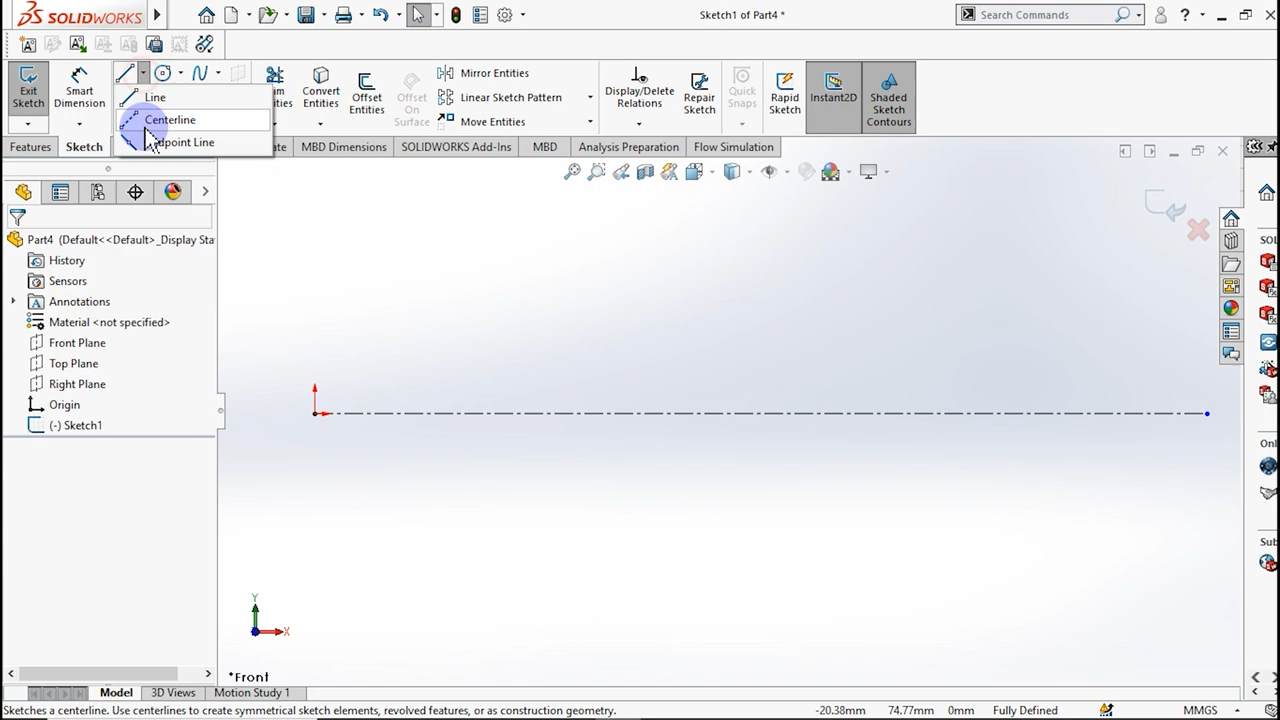 SOLIDWORKS
Sketch1 of Part4 *
Search Commands
?
Exit Sketch
Smart Dimension
Line
Centerline
dpoint Line
Convert Entities
Offset Entities
Offset On Surface
Mirror Entities
Linear Sketch Pattern
Move Entities
Display/Delete Relations
Repair Sketch
Quick Snaps
Rapid Sketch
Instant2D
Shaded Sketch Contours
Features
Sketch
MBD Dimensions
SOLIDWORKS Add-Ins
MBD
Analysis Preparation
Flow Simulation
Part4 (Default<<Default>_Display Sta
History
Sensors
Annotations
Material <not specified>
Front Plane
Top Plane
Right Plane
Origin
(-) Sketch1
SOL
Onl
Sub
Y
X
*Front
Model
3D Views
Motion Study 1
Sketches a centerline. Use centerlines to create symmetrical sketch elements, revolved features, or as construction geometry.
-20.38mm
74.77mm
0mm
Fully Defined
MMGS